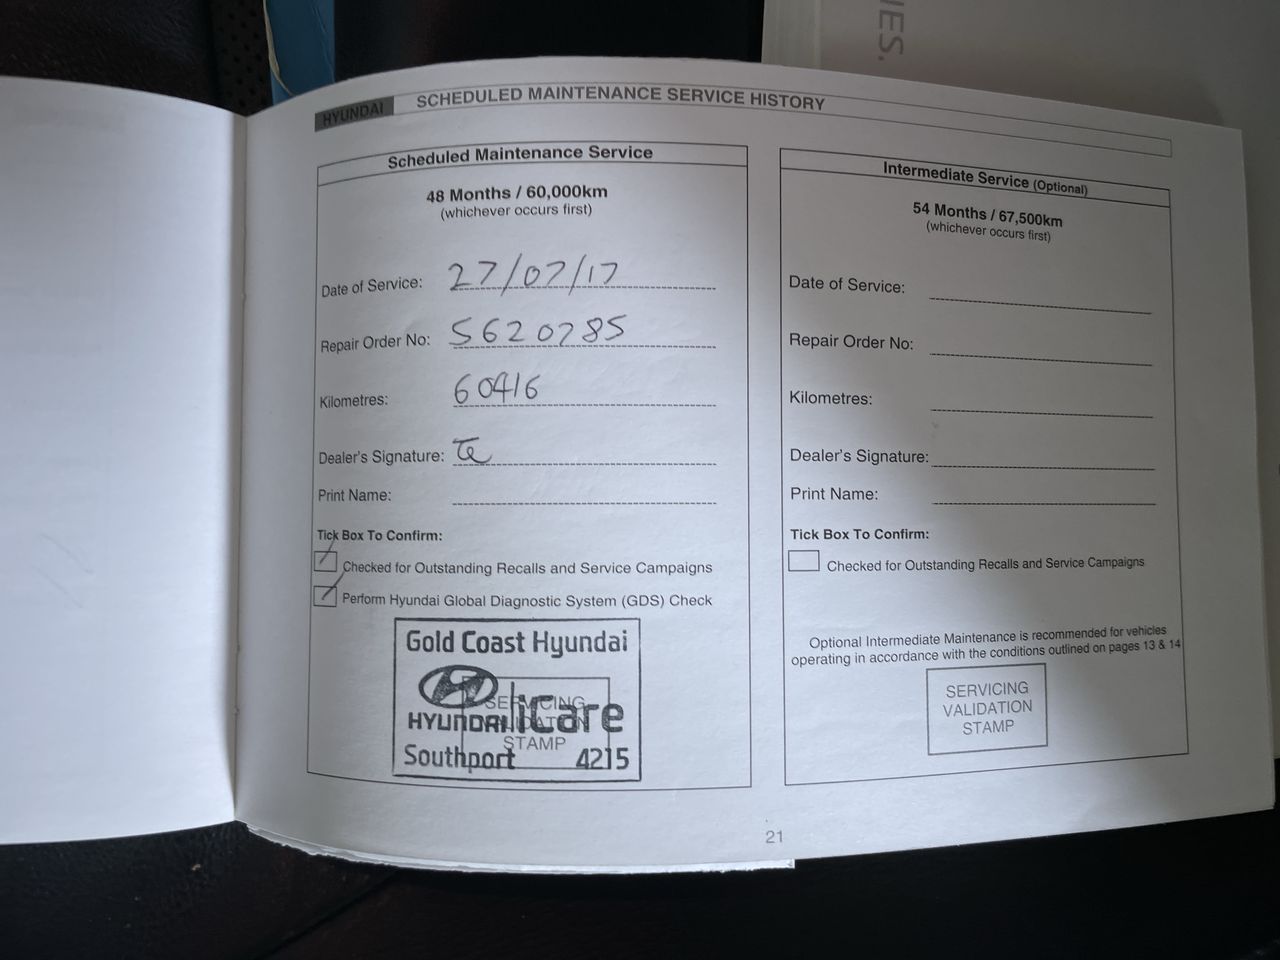 IES.
HYUNDAI SCHEDULED MAINTENANCE SERVICE HISTORY
Scheduled Maintenance Service
48 Months / 60,000km
(whichever occurs first)
Date of Service: 27/07/17
Repair Order No: 5620785
Kilometres: 60416
Dealer's Signature:
Print Name:
Tick Box To Confirm:
Checked for Outstanding Recalls and Service Campaigns
Perform Hyundai Global Diagnostic System (GDS) Check
Gold Coast Hyundai
HYUNDAI iCare
Southport 4215
SERVICING
VALIDATION
STAMP
Intermediate Service (Optional)
54 Months / 67,500km
(whichever occurs first)
Date of Service:
Repair Order No:
Kilometres:
Dealer's Signature:
Print Name:
Tick Box To Confirm:
Checked for Outstanding Recalls and Service Campaigns
Optional Intermediate Maintenance is recommended for vehicles
operating in accordance with the conditions outlined on pages 13 & 14
SERVICING
VALIDATION
STAMP
21